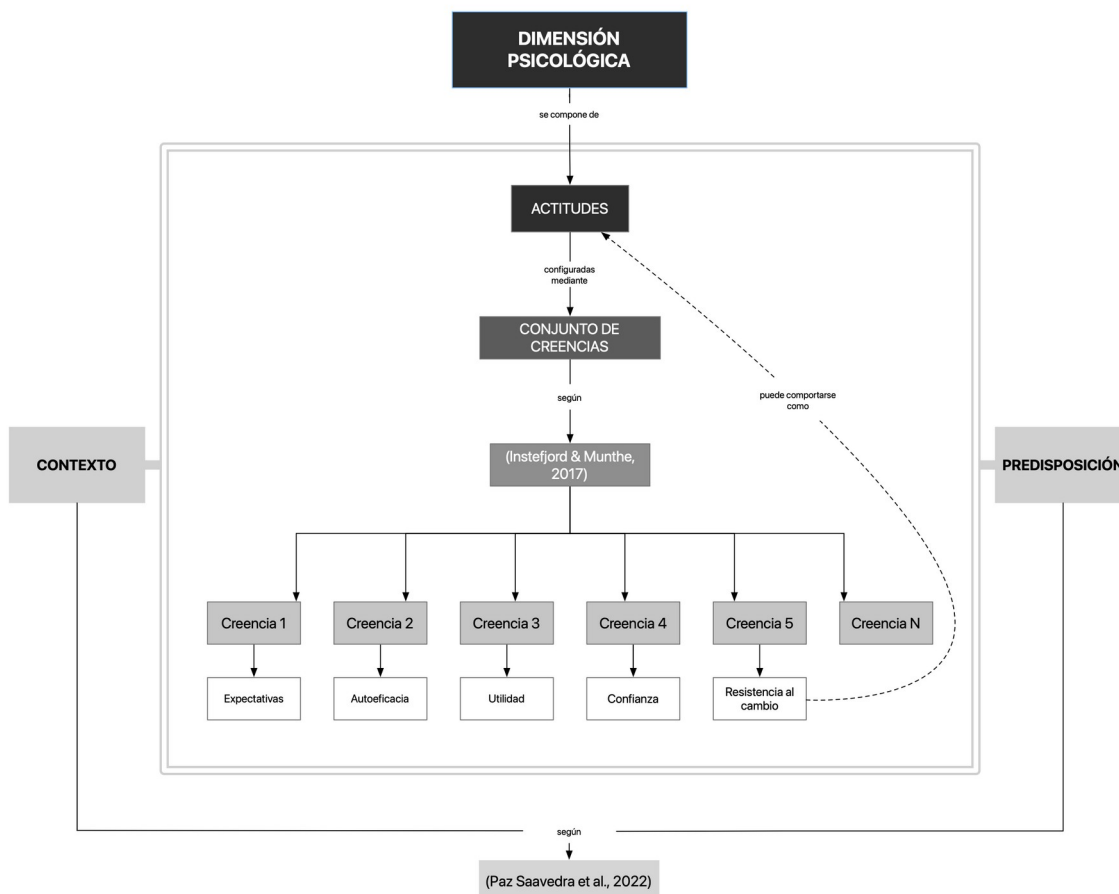 DIMENSIÓN
PSICOLÓGICA
se compone de
ACTITUDES
configuradas
mediante
CONJUNTO DE
CREENCIAS
puede comportarse
como
según
CONTEXTO
(Instefjord & Munthe,
2017)
PREDISPOSICIÓN
Creencia 1
Creencia 2
Creencia 3
Creencia 4
Creencia 5
Creencia N
Expectativas
Autoeficacia
Utilidad
Confianza
Resistencia al
cambio
según
(Paz Saavedra et al., 2022)